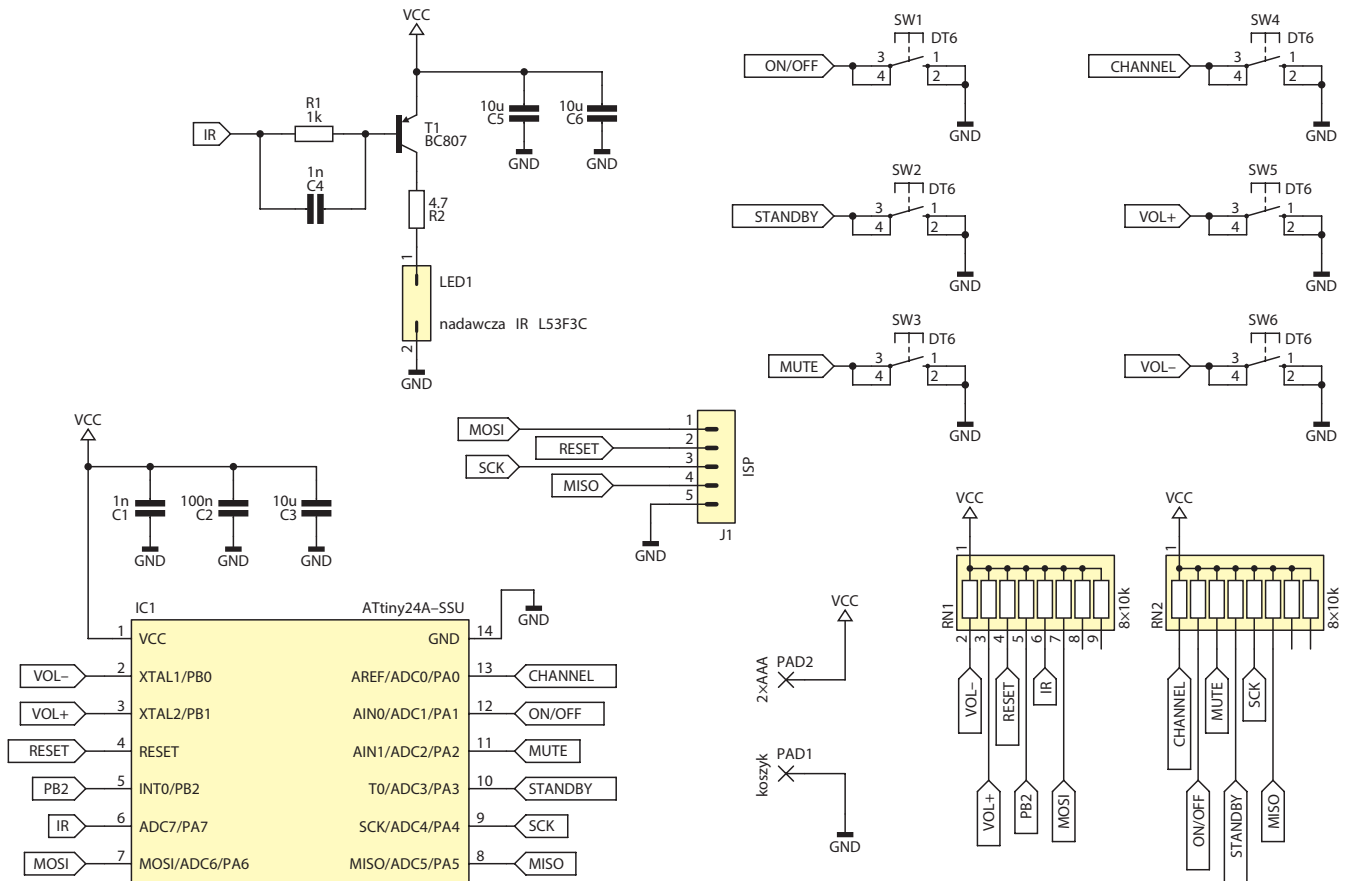 VCC
R1
1k
IR
1n
C4
T1
BC807
10u
C5
GND
10u
C6
GND
4.7
R2
1
LED1
nadawcza IR L53F3C
2
GND
SW1
DT6
ON/OFF
3
4
1
2
GND
SW4
DT6
CHANNEL
3
4
1
2
GND
SW2
DT6
STANDBY
3
4
1
2
GND
SW5
DT6
VOL+
3
4
1
2
GND
SW3
DT6
MUTE
3
4
1
2
GND
SW6
DT6
VOL–
3
4
1
2
GND
MOSI
1
RESET
2
SCK
3
MISO
4
5
ISP
J1
GND
VCC
1n
C1
GND
100n
C2
GND
10u
C3
GND
IC1
ATtiny24A–SSU
1
VCC
GND
14
GND
VOL–
2
XTAL1/PB0
AREF/ADC0/PA0
13
CHANNEL
VOL+
3
XTAL2/PB1
AIN0/ADC1/PA1
12
ON/OFF
RESET
4
RESET
AIN1/ADC2/PA2
11
MUTE
PB2
5
INT0/PB2
T0/ADC3/PA3
10
STANDBY
IR
6
ADC7/PA7
SCK/ADC4/PA4
9
SCK
MOSI
7
MOSI/ADC6/PA6
MISO/ADC5/PA5
8
MISO
VCC
2×AAA
PAD2
koszyk
PAD1
GND
VCC
1
RN1
8×10k
2
3
4
5
6
7
8
9
VOL–
VOL+
RESET
PB2
IR
MOSI
VCC
1
RN2
8×10k
CHANNEL
ON/OFF
MUTE
STANDBY
SCK
MISO